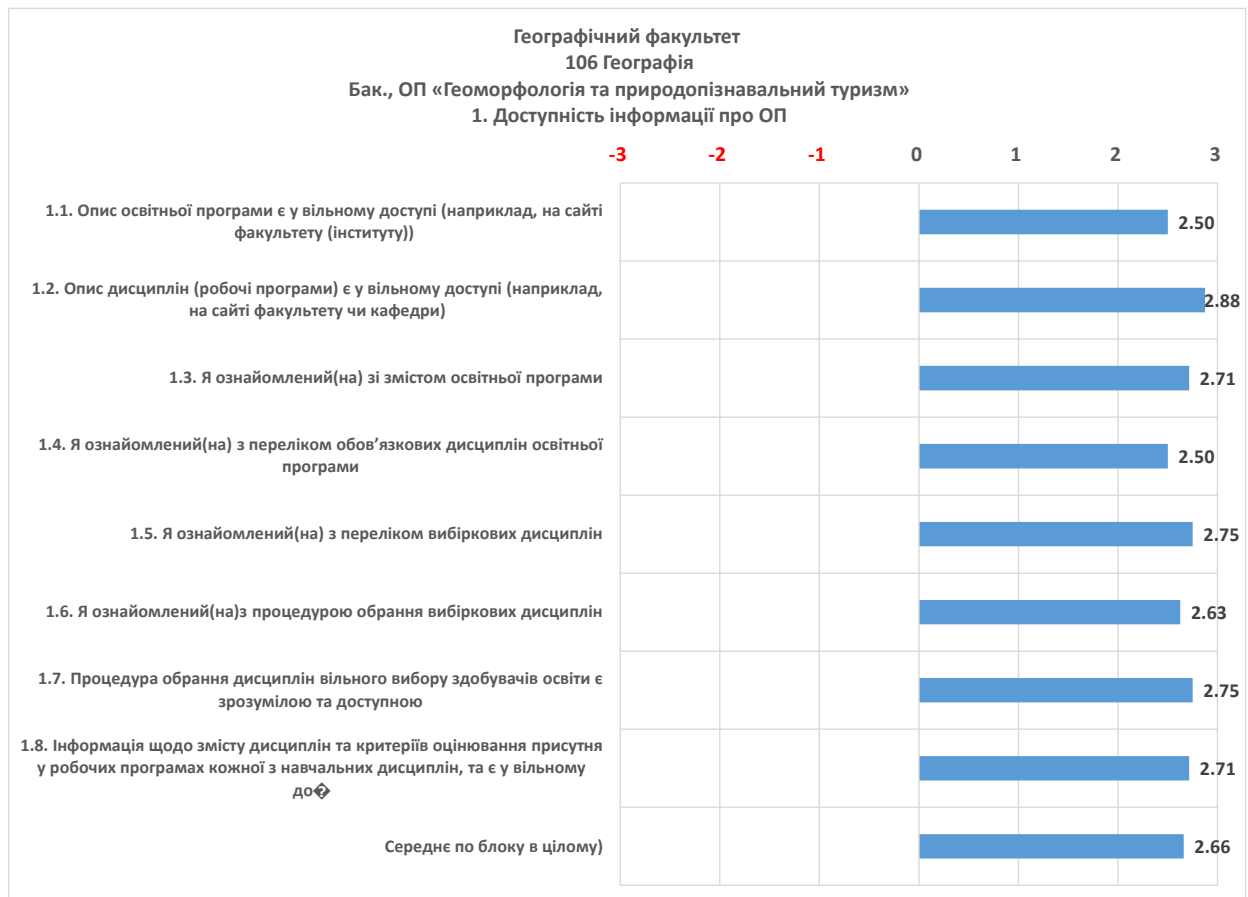 Географічний факультет
106 Географія
Бак., ОП «Геоморфологія та природопізнавальний туризм»
1. Доступність інформації про ОП
-3 -2 -1 0 1 2 3
1.1. Опис освітньої програми є у вільному доступі (наприклад, на сайті
факультету (інституту))
2.50
1.2. Опис дисциплін (робочі програми) є у вільному доступі (наприклад,
на сайті факультету чи кафедри)
2.88
1.3. Я ознайомлений(на) зі змістом освітньої програми
2.71
1.4. Я ознайомлений(на) з переліком обов’язкових дисциплін освітньої
програми
2.50
1.5. Я ознайомлений(на) з переліком вибіркових дисциплін
2.75
1.6. Я ознайомлений(на)з процедурою обрання вибіркових дисциплін
2.63
1.7. Процедура обрання дисциплін вільного вибору здобувачів освіти є
зрозумілою та доступною
2.75
1.8. Інформація щодо змісту дисциплін та критеріїв оцінювання присутня
у робочих програмах кожної з навчальних дисциплін, та є у вільному
до�
2.71
Середнє по блоку в цілому)
2.66